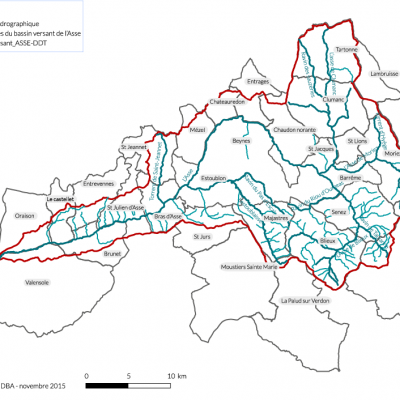 drographique
es du bassin versant de l'Asse
sant_ASSE-DDT
Tartonne
Lambruisse
Entrages
Clumanc
Chateauredon
Mézel
Chaudon norante
St Lions
St Jeannet
Beynes
St Jacques
Morie
Barrême
Entrevennes
Estoublon
Le castellet
St Julien d'Asse
Oraison
Bras d'Asse
Majastres
Senez
St Jurs
Blieux
Brunet
Moustiers Sainte Marie
Valensole
La Palud sur Verdon
DBA - novembre 2015
0 5 10 km